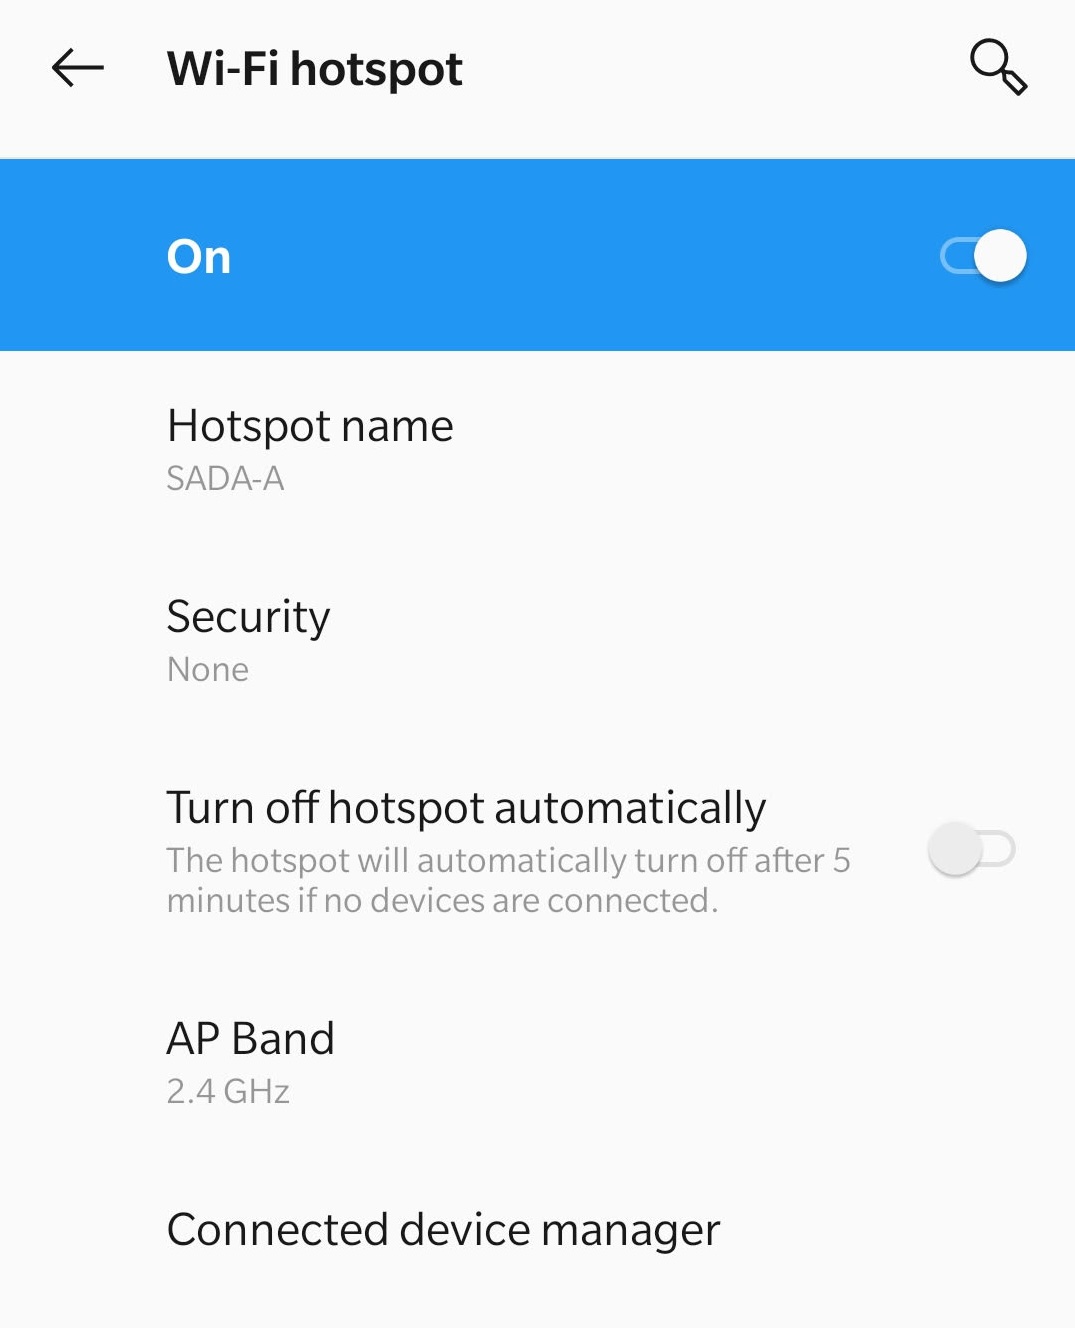 Wi-Fi hotspot
On
Hotspot name
SADA-A
Security
None
Turn off hotspot automatically
The hotspot will automatically turn off after 5
minutes if no devices are connected.
AP Band
2.4 GHz
Connected device manager